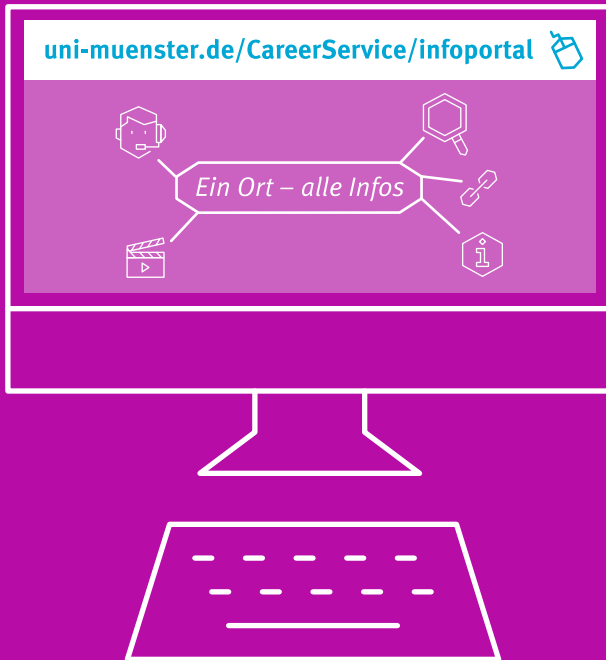 uni-muenster.de/CareerService/infoportal
Ein Ort – alle Infos
i